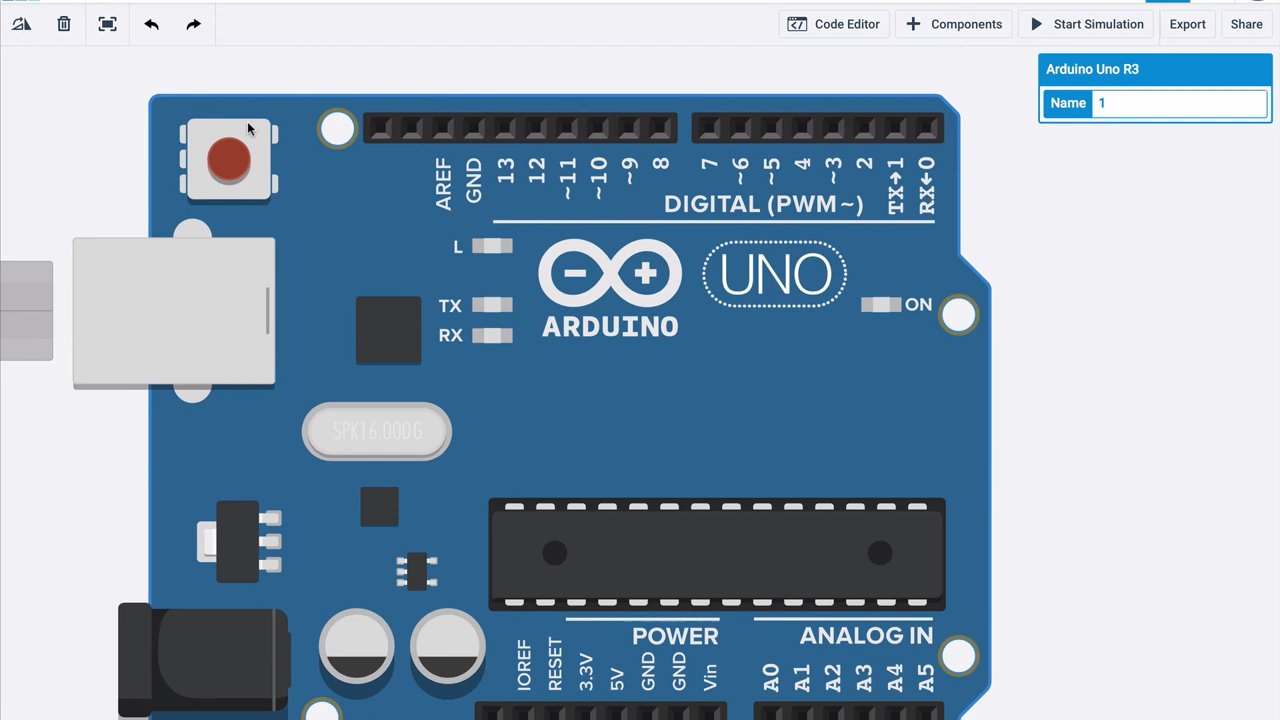 Code Editor
Components
Start Simulation
Export
Share
Arduino Uno R3
Name 1
AREF
GND
13
12
~11
~10
~9
8
7
~6
~5
4
~3
2
TX→1
RX←0
DIGITAL (PWM~)
L
TX
RX
ARDUINO
UNO
ON
SPK16.000G
POWER
ANALOG IN
IOREF
RESET
3.3V
5V
GND
GND
Vin
A0
A1
A2
A3
A4
A5